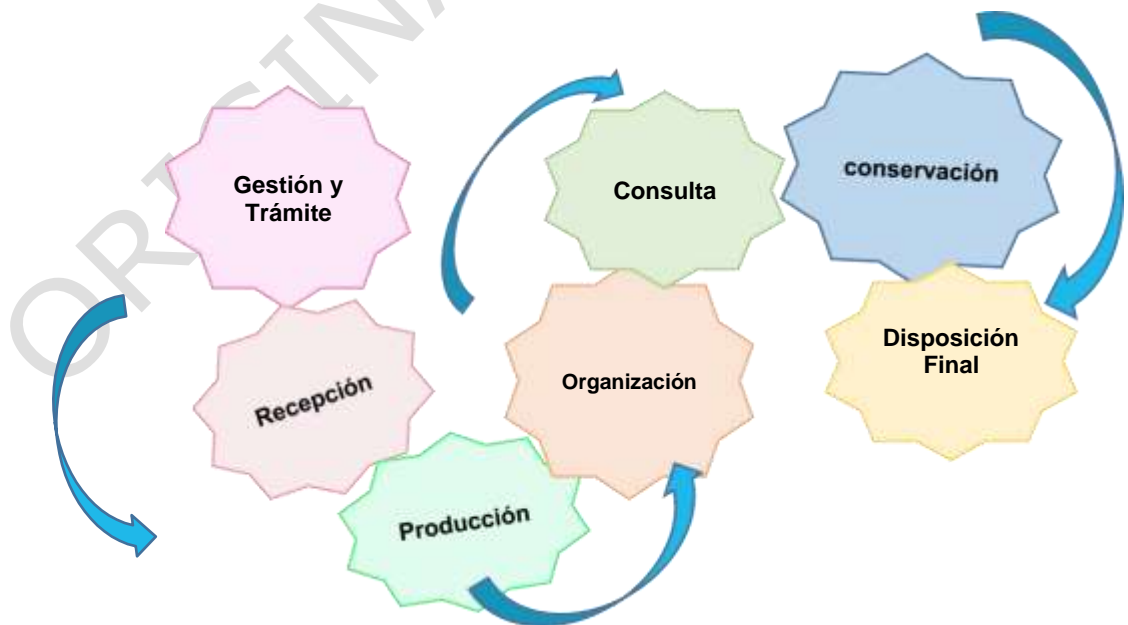 Gestión y
Trámite
Recepción
Producción
Organización
Consulta
conservación
Disposición
Final